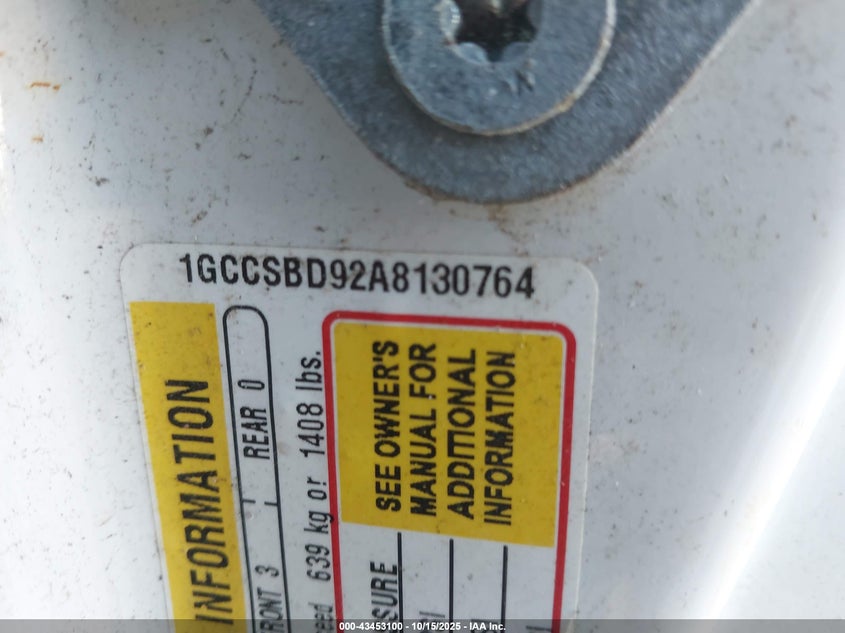 1GCCSBD92A8130764
INFORMATION
FRONT 3
REAR 0
639 kg or 1408 lbs.
SEE OWNER'S
MANUAL FOR
ADDITIONAL
INFORMATION
000-43453100 - 10/15/2025 - IAA Inc.